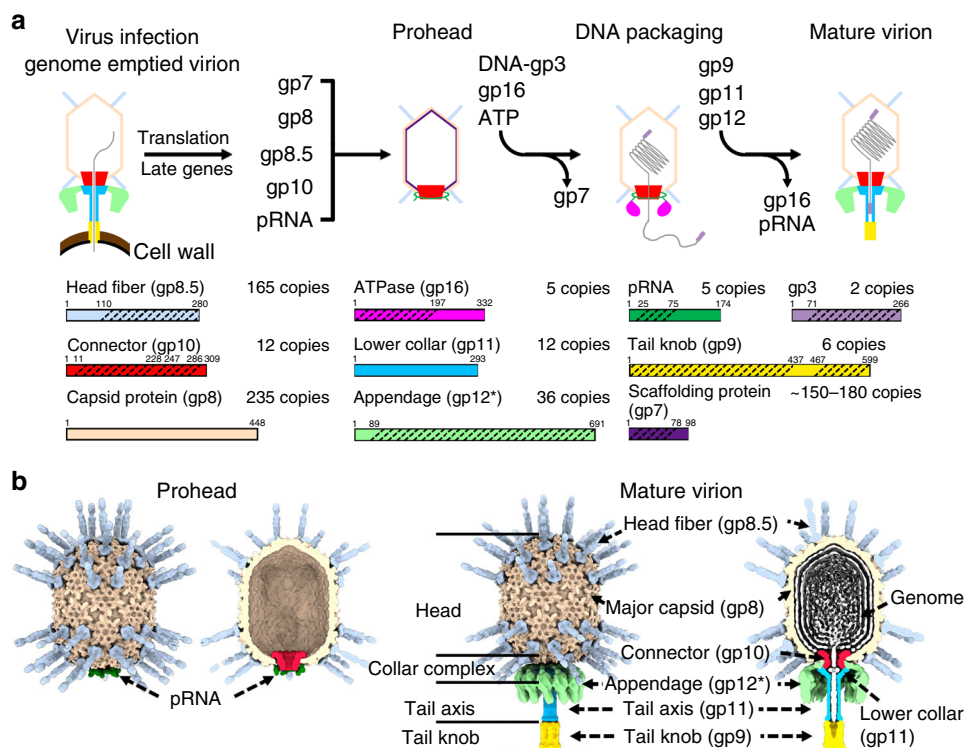 a
Virus infection
genome emptied virion
Prohead
DNA packaging
Mature virion
Translation
Late genes
Cell wall
gp7
gp8
gp8.5
gp10
pRNA
DNA-gp3
gp16
ATP
gp7
gp9
gp11
gp12
gp16
pRNA
Head fiber (gp8.5) 165 copies
1 110 280
ATPase (gp16) 5 copies
1 197 332
pRNA 5 copies
1 25 75 174
gp3 2 copies
1 71 266
Connector (gp10) 12 copies
1 11 228 247 286 309
Lower collar (gp11) 12 copies
1 293
Tail knob (gp9) 6 copies
1 437 467 599
Capsid protein (gp8) 235 copies
1 448
Appendage (gp12*) 36 copies
1 89 691
Scaffolding protein ~150–180 copies
(gp7)
1 78 98
b
Prohead
Mature virion
pRNA
Head
Collar complex
Head fiber (gp8.5)
Major capsid (gp8)
Genome
Connector (gp10)
Appendage (gp12*)
Tail axis
Tail axis (gp11)
Lower collar
(gp11)
Tail knob
Tail knob (gp9)